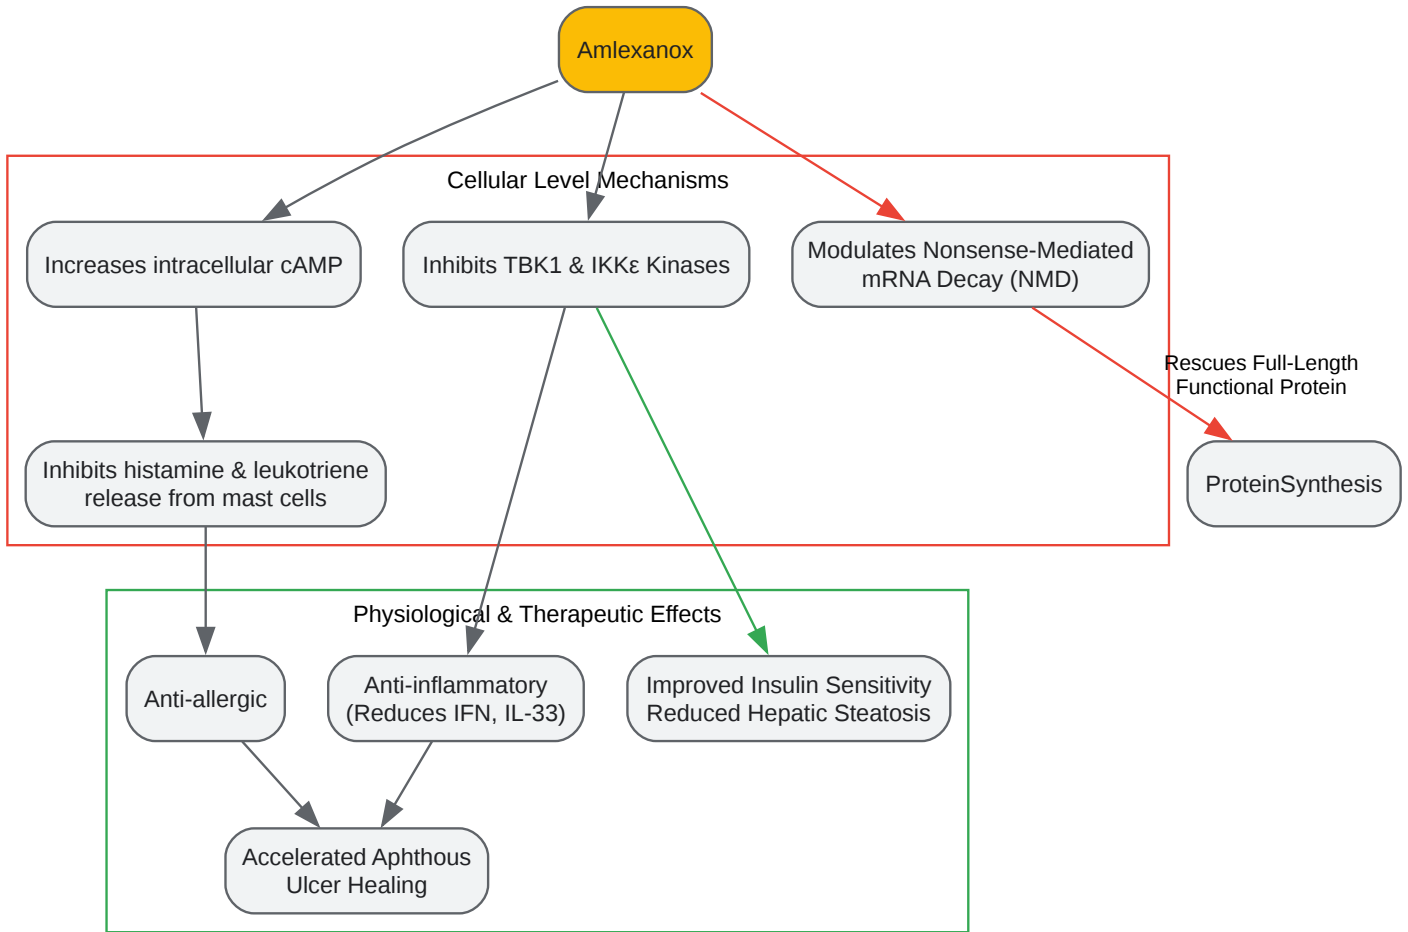 Amlexanox
Cellular Level Mechanisms
Increases intracellular cAMP
Inhibits TBK1 & IKKε Kinases
Modulates Nonsense-Mediated
mRNA Decay (NMD)
Rescues Full-Length
Functional Protein
Inhibits histamine & leukotriene
release from mast cells
ProteinSynthesis
Physiological & Therapeutic Effects
Anti-allergic
Anti-inflammatory
(Reduces IFN, IL-33)
Improved Insulin Sensitivity
Reduced Hepatic Steatosis
Accelerated Aphthous
Ulcer Healing